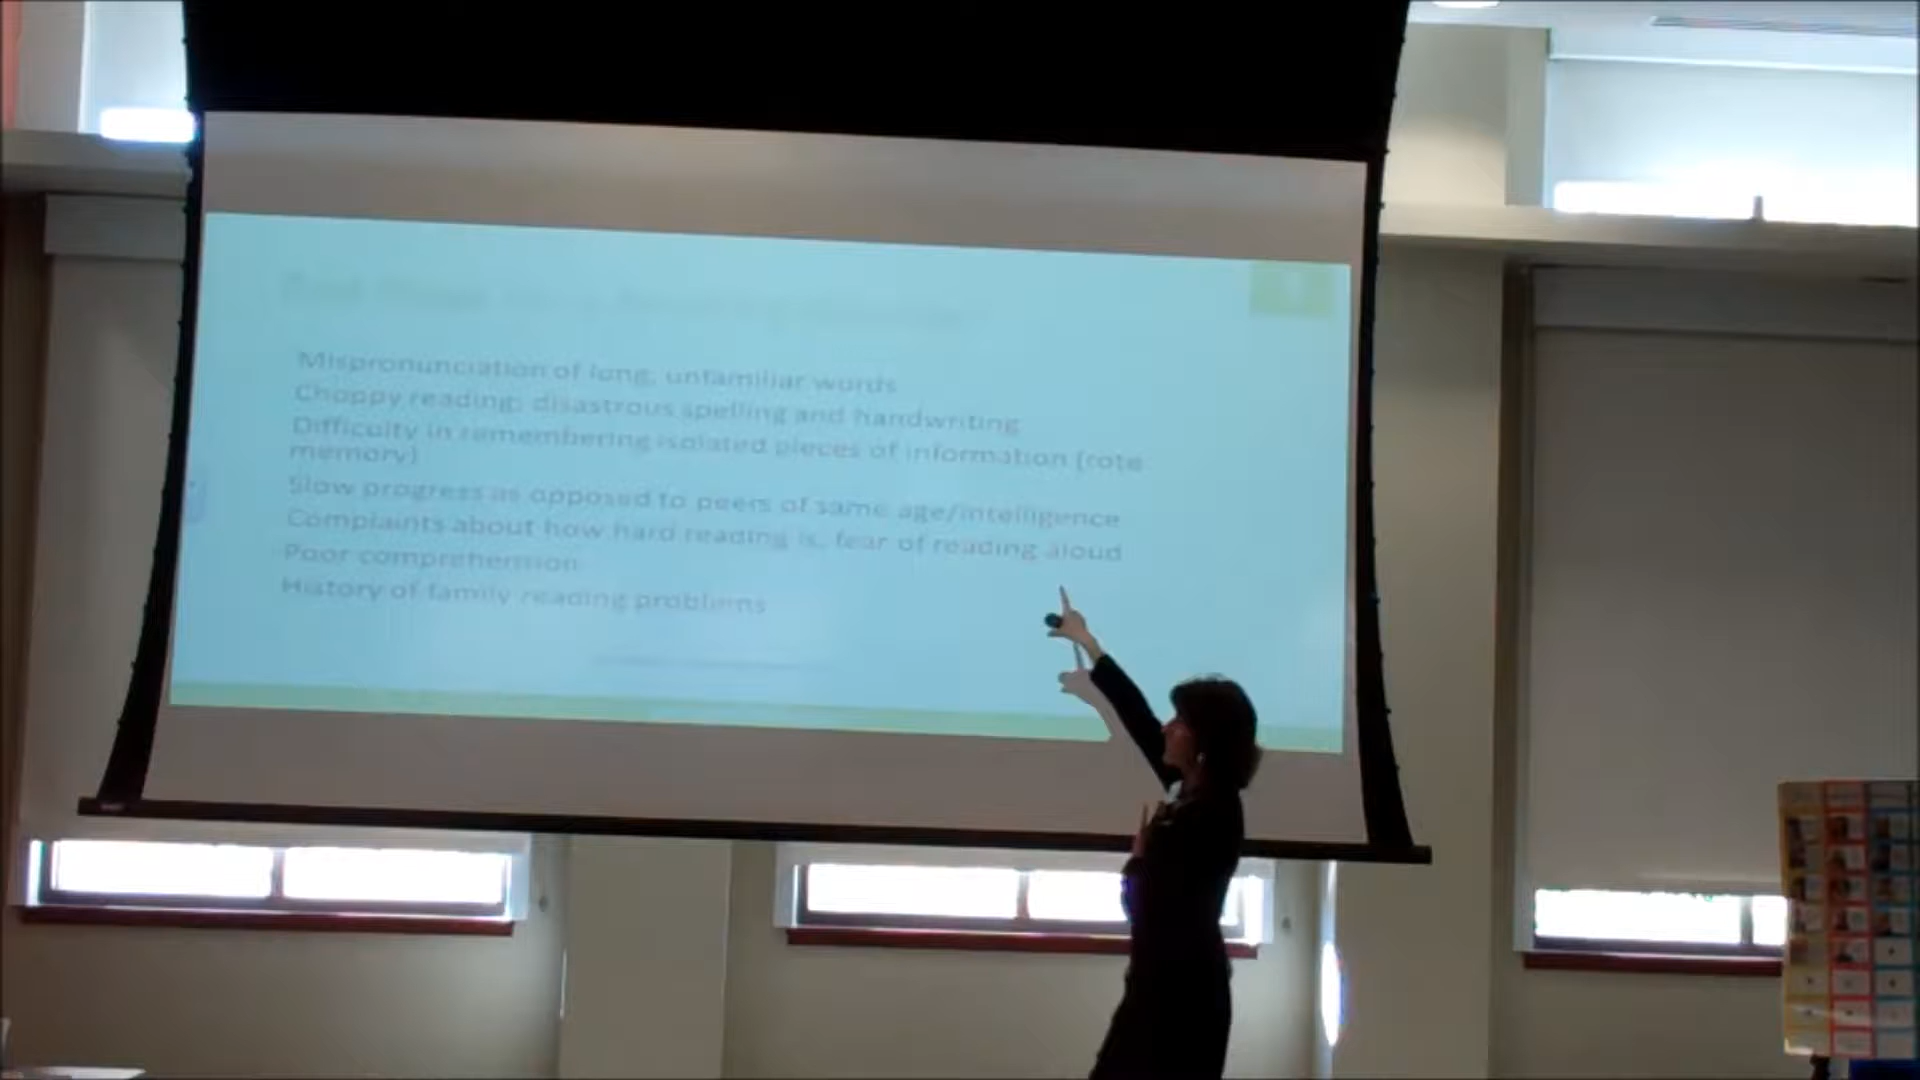 Mispronunciation of long, unfamiliar words
Choppy reading; disastrous spelling and handwriting
Difficulty in remembering isolated pieces of information (rote
memory)
Slow progress as opposed to peers of same age/intelligence
Complaints about how hard reading is, fear of reading aloud
Poor comprehension
History of family reading problems